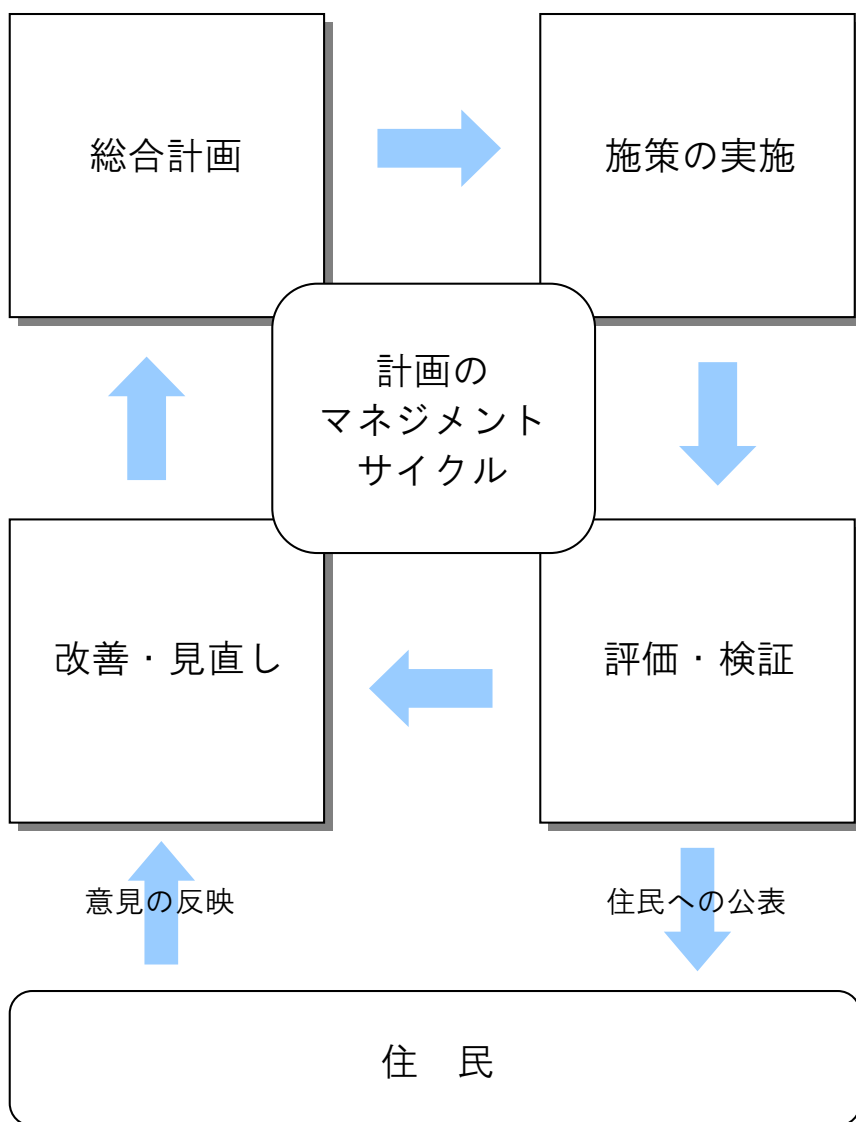 総合計画
施策の実施
計画の
マネジメント
サイクル
改善・見直し
評価・検証
意見の反映
住民への公表
住　民